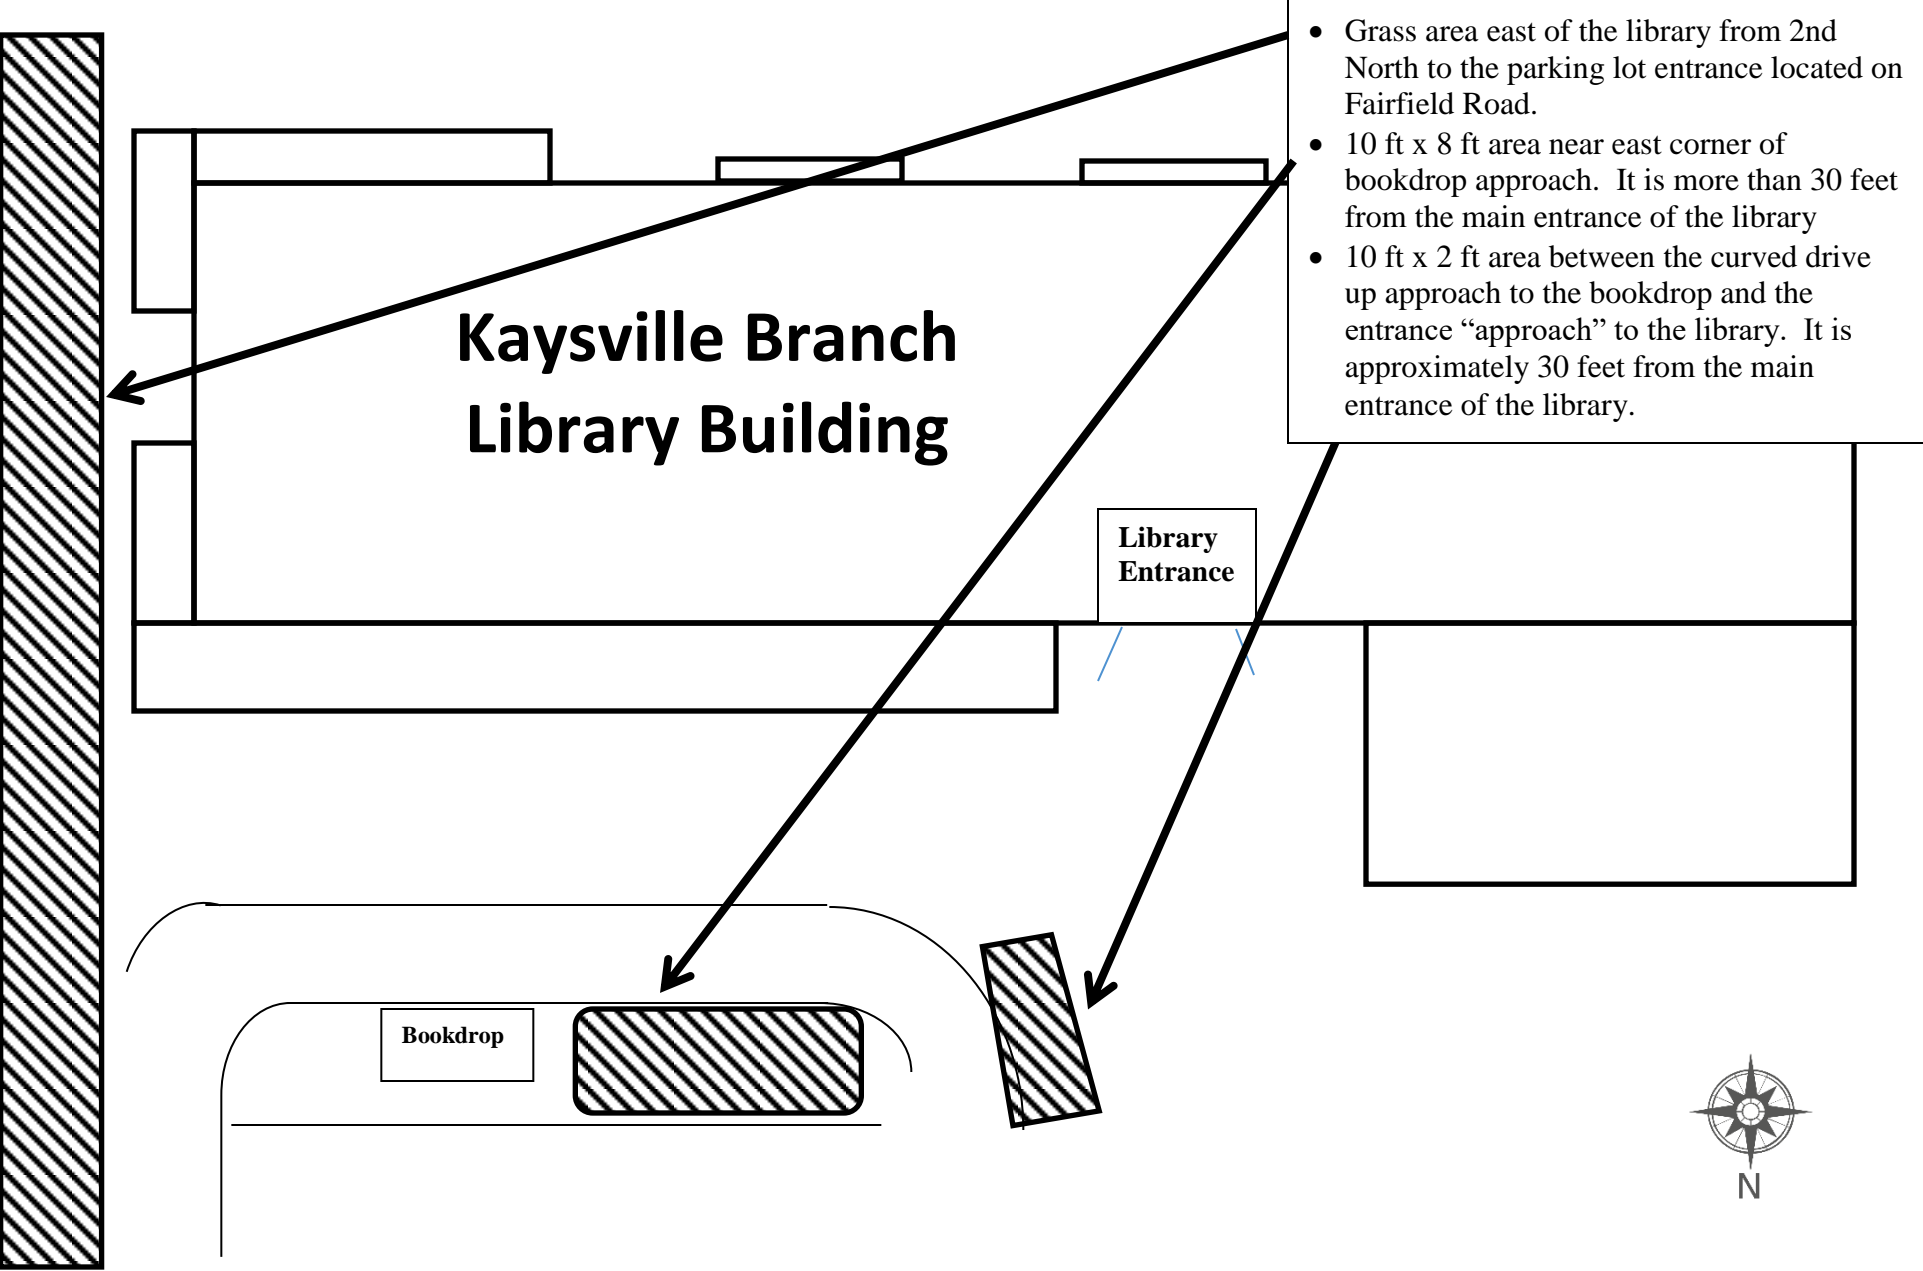 • Grass area east of the library from 2nd
North to the parking lot entrance located on
Fairfield Road.
• 10 ft x 8 ft area near east corner of
bookdrop approach.  It is more than 30 feet
from the main entrance of the library
• 10 ft x 2 ft area between the curved drive
up approach to the bookdrop and the
entrance “approach” to the library.  It is
approximately 30 feet from the main
entrance of the library.
Kaysville Branch
Library Building
Library
Entrance
Bookdrop
N